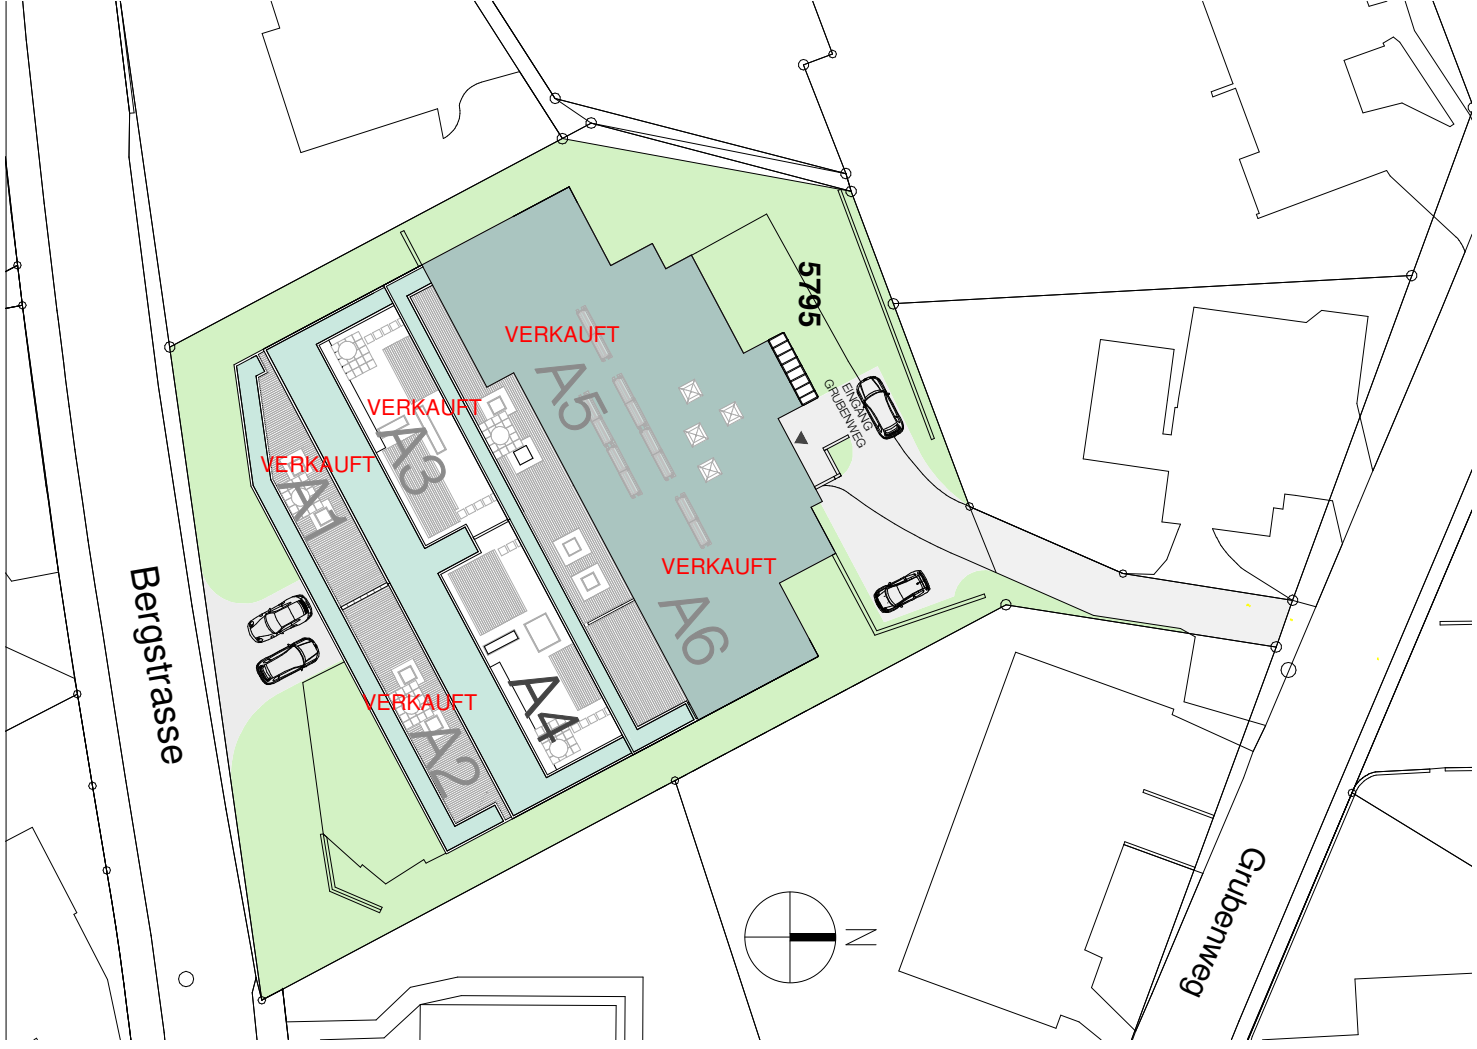 5795
VERKAUFT
A5
EINGANG
GRUBENWEG
VERKAUFT
A3
VERKAUFT
A1
VERKAUFT
A6
Bergstrasse
VERKAUFT
A2
A4
Grubenweg
N